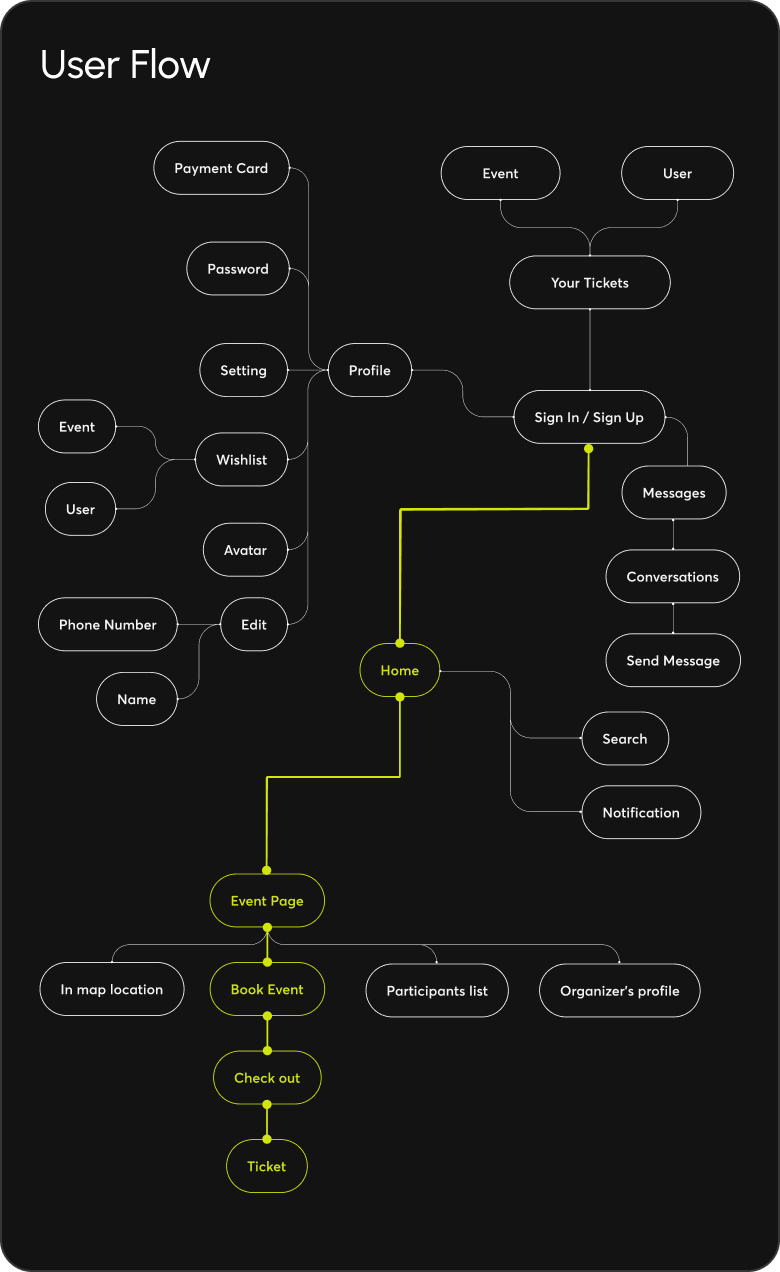 User Flow
Payment Card
Event
User
Password
Your Tickets
Setting
Profile
Sign In / Sign Up
Event
Wishlist
User
Messages
Avatar
Conversations
Phone Number
Edit
Send Message
Home
Name
Search
Notification
Event Page
In map location
Book Event
Participants list
Organizer's profile
Check out
Ticket